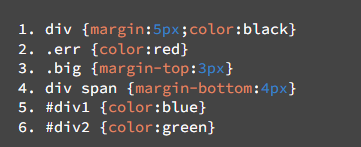 1. div {margin:5px;color:black}
2. .err {color:red}
3. .big {margin-top:3px}
4. div span {margin-bottom:4px}
5. #div1 {color:blue}
6. #div2 {color:green}